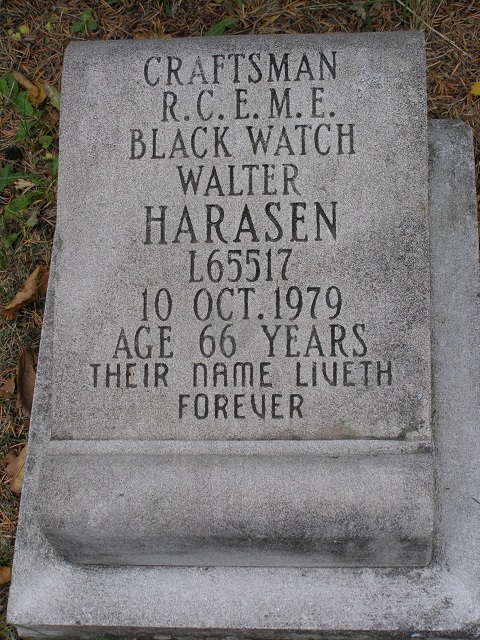 CRAFTSMAN
R.C.E.M.E.
BLACK WATCH
WALTER
HARASEN
L65517
10 OCT. 1979
AGE 66 YEARS
THEIR NAME LIVETH
FOREVER